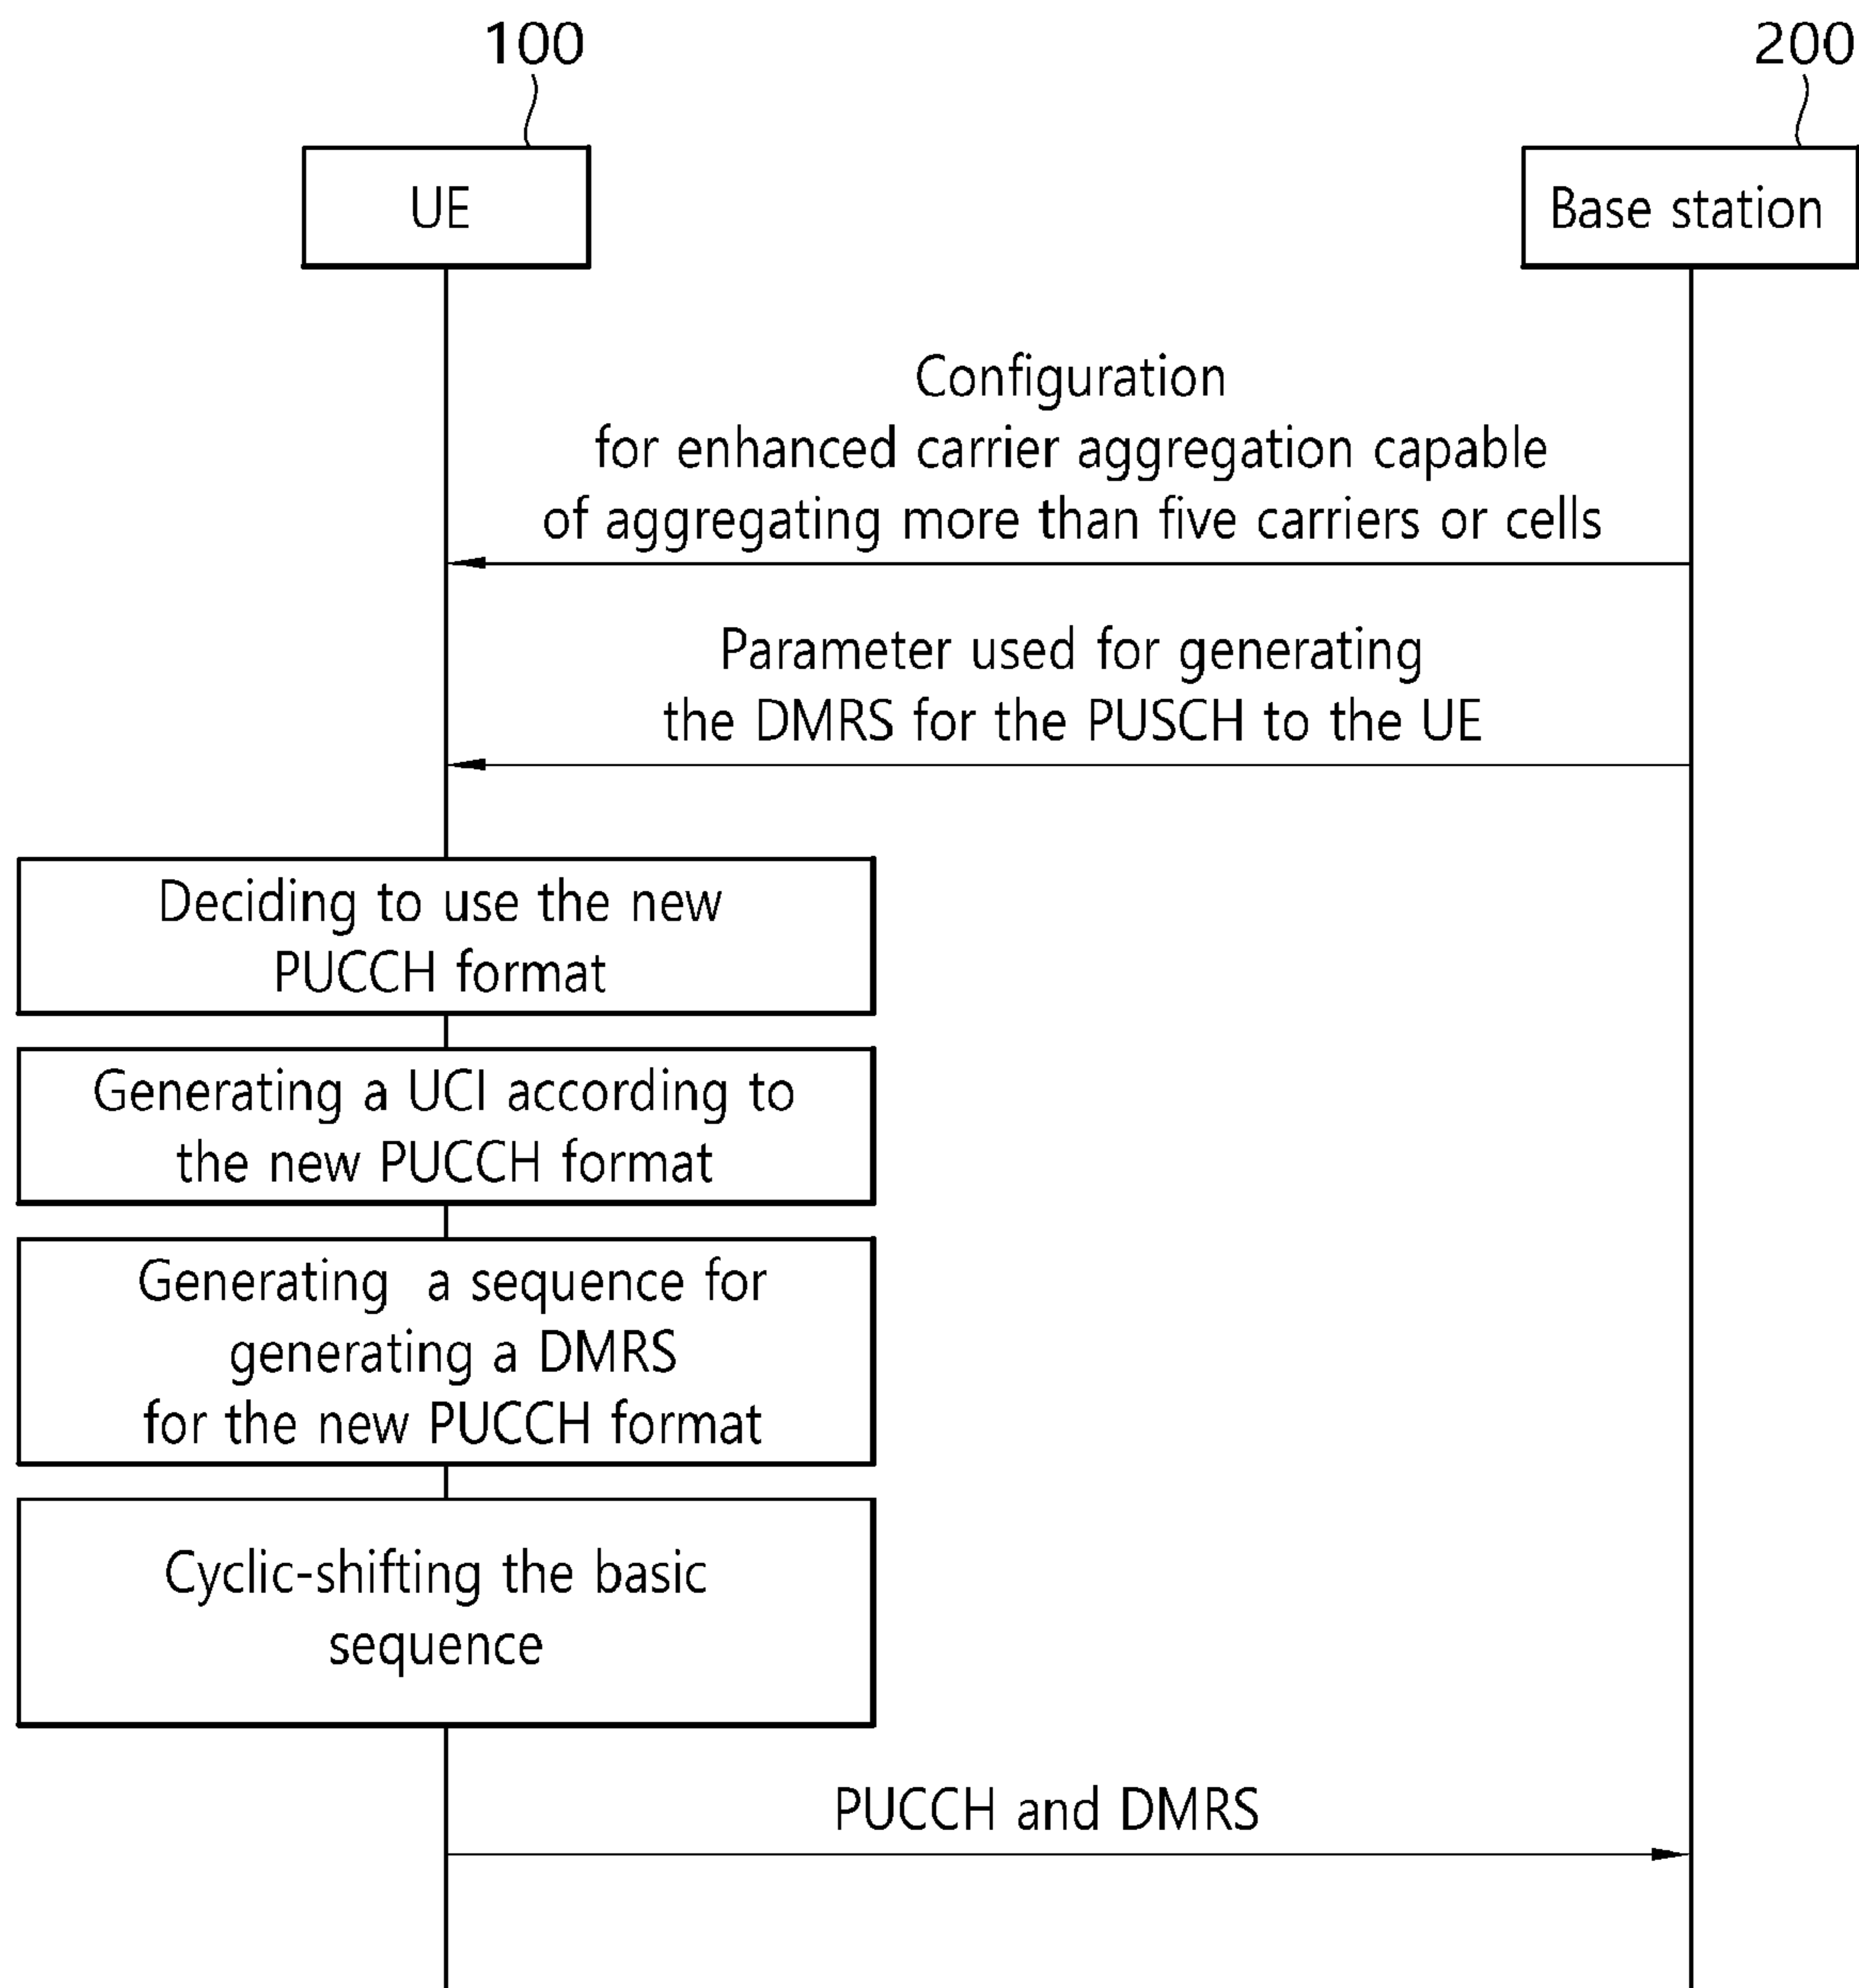 100
200
UE
Base station
Configuration
for enhanced carrier aggregation capable
of aggregating more than five carriers or cells
Parameter used for generating
the DMRS for the PUSCH to the UE
Deciding to use the new
PUCCH format
Generating a UCI according to
the new PUCCH format
Generating a sequence for
generating a DMRS
for the new PUCCH format
Cyclic-shifting the basic
sequence
PUCCH and DMRS